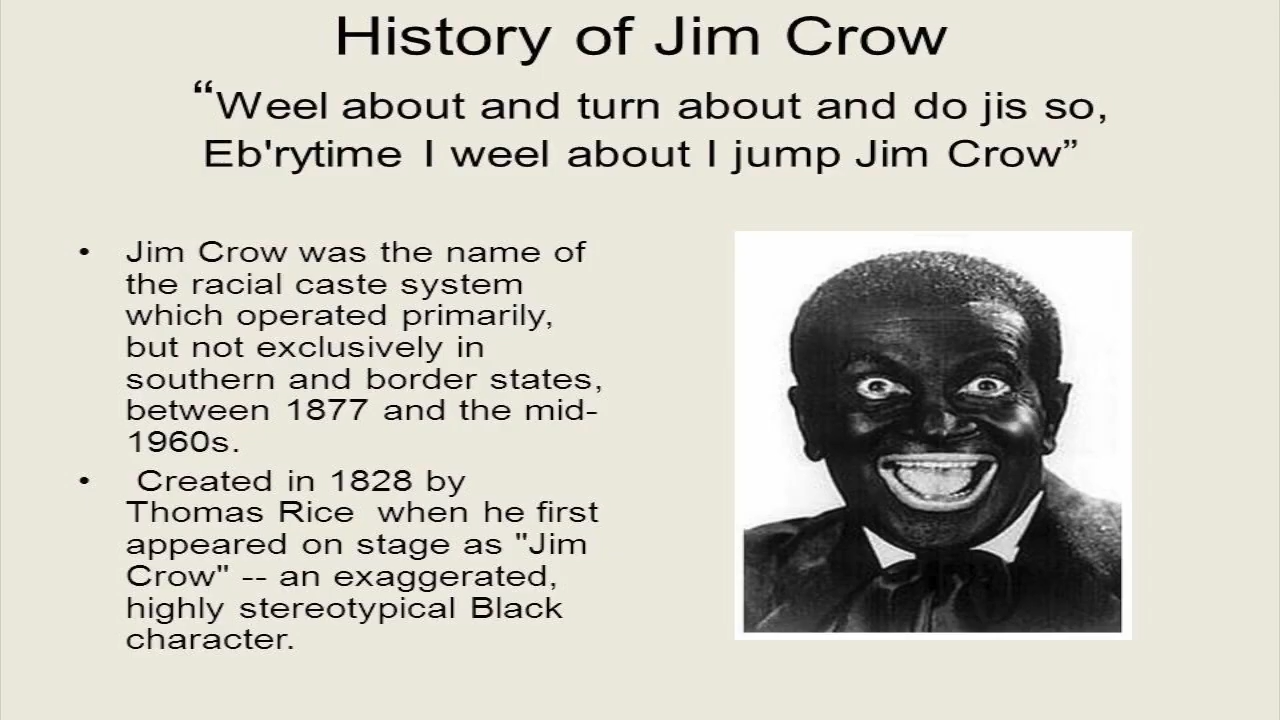 History of Jim Crow
“Weel about and turn about and do jis so,
Eb'rytime I weel about I jump Jim Crow”
• Jim Crow was the name of
the racial caste system
which operated primarily,
but not exclusively in
southern and border states,
between 1877 and the mid-
1960s.
• Created in 1828 by
Thomas Rice  when he first
appeared on stage as "Jim
Crow" -- an exaggerated,
highly stereotypical Black
character.